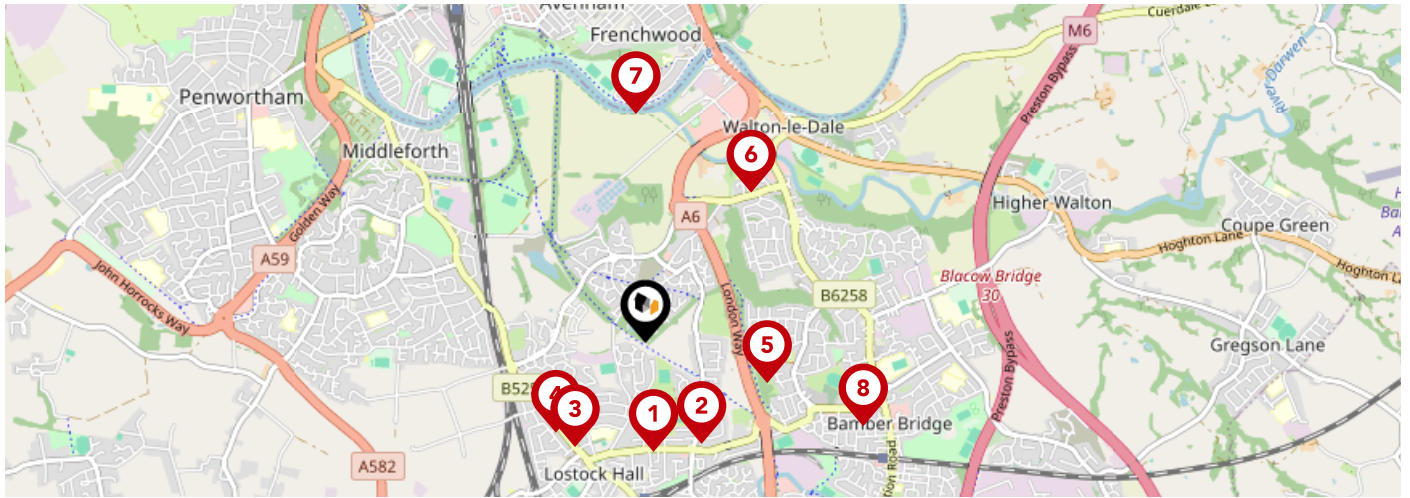 Avenham
Frenchwood
M6
Cuerdale
Preston Bypass
River Darwen
Penwortham
7
Walton-le-Dale
Middleforth
6
Higher Walton
A6
Golden Way
Coupe Green
Hoghton Lane
A59
John Horrocks Way
Hoghton
Blacow Bridge
30
B6258
London Way
5
Gregson Lane
Preston Bypass
B52
4
3
1
2
8
Bamber Bridge
A582
Lostock Hall
Road